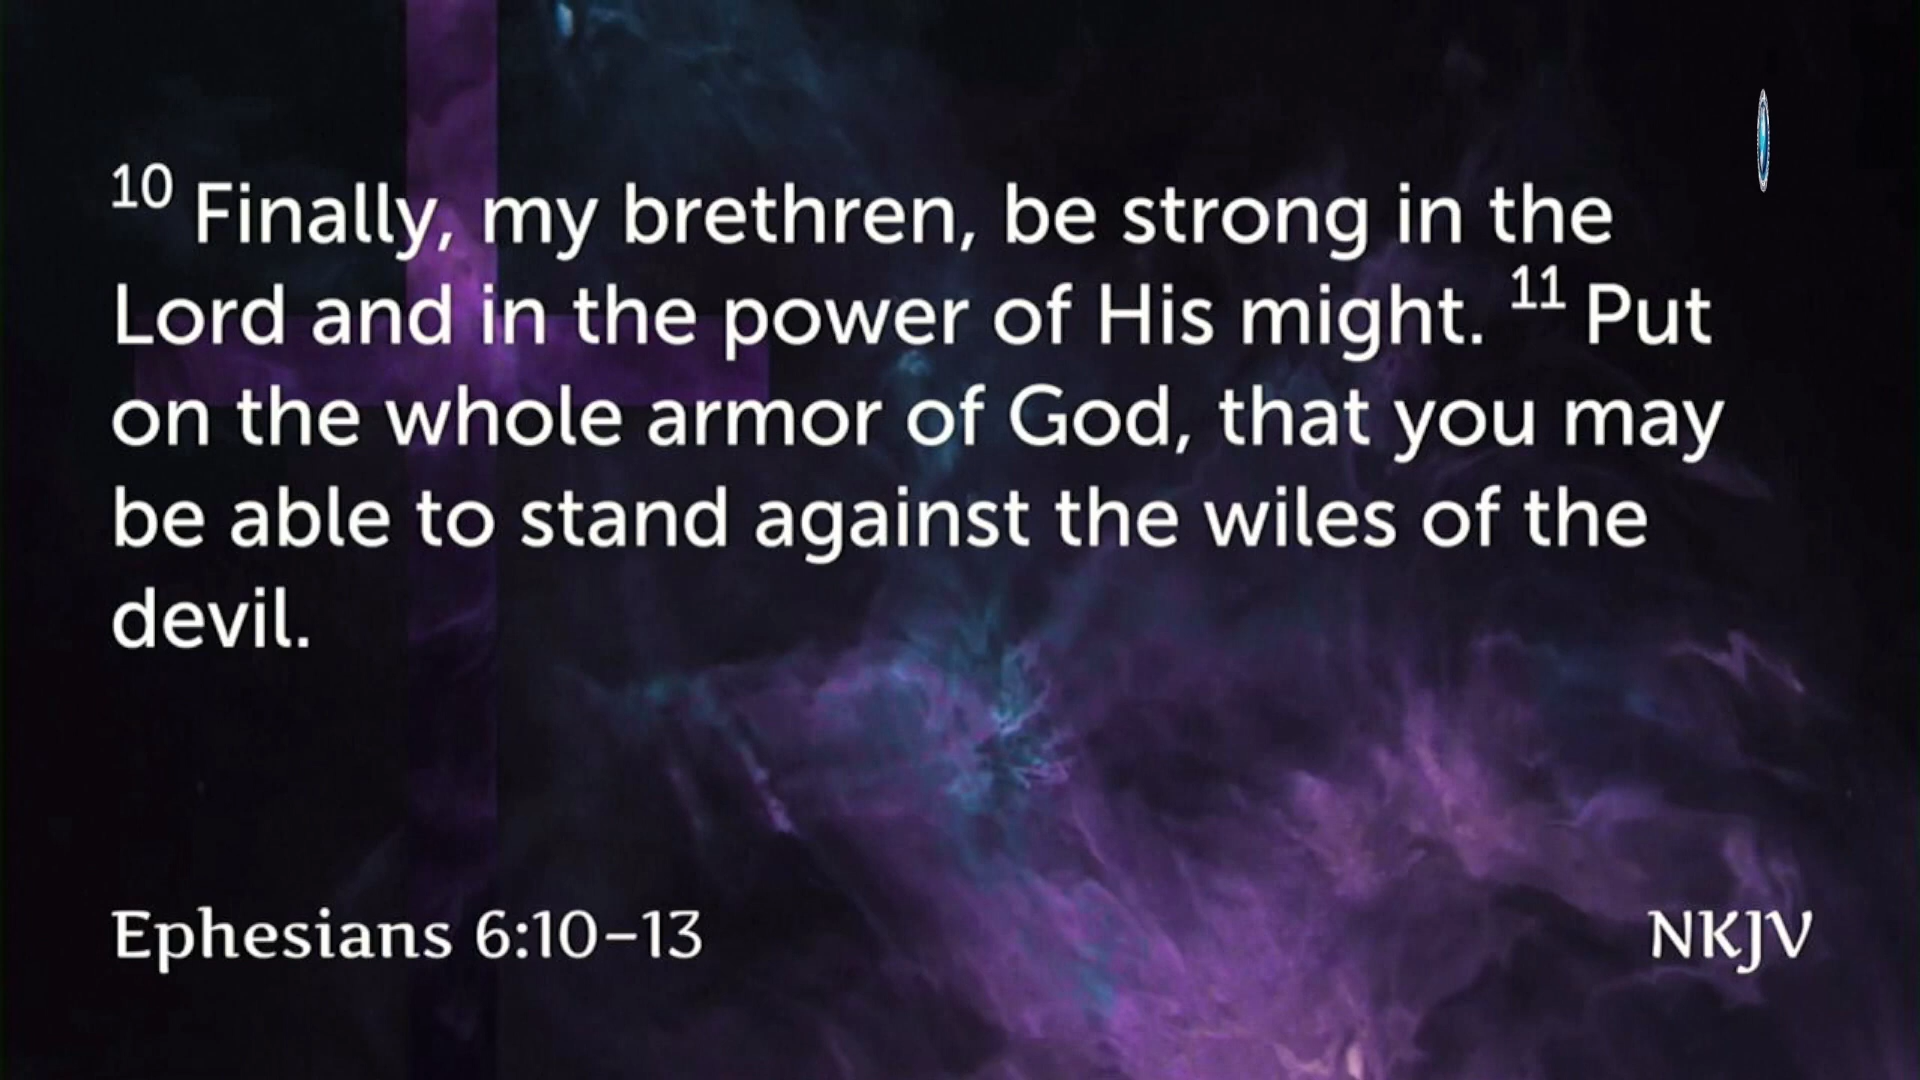 10 Finally, my brethren, be strong in the
Lord and in the power of His might. 11 Put
on the whole armor of God, that you may
be able to stand against the wiles of the
devil.
Ephesians 6:10–13
NKJV